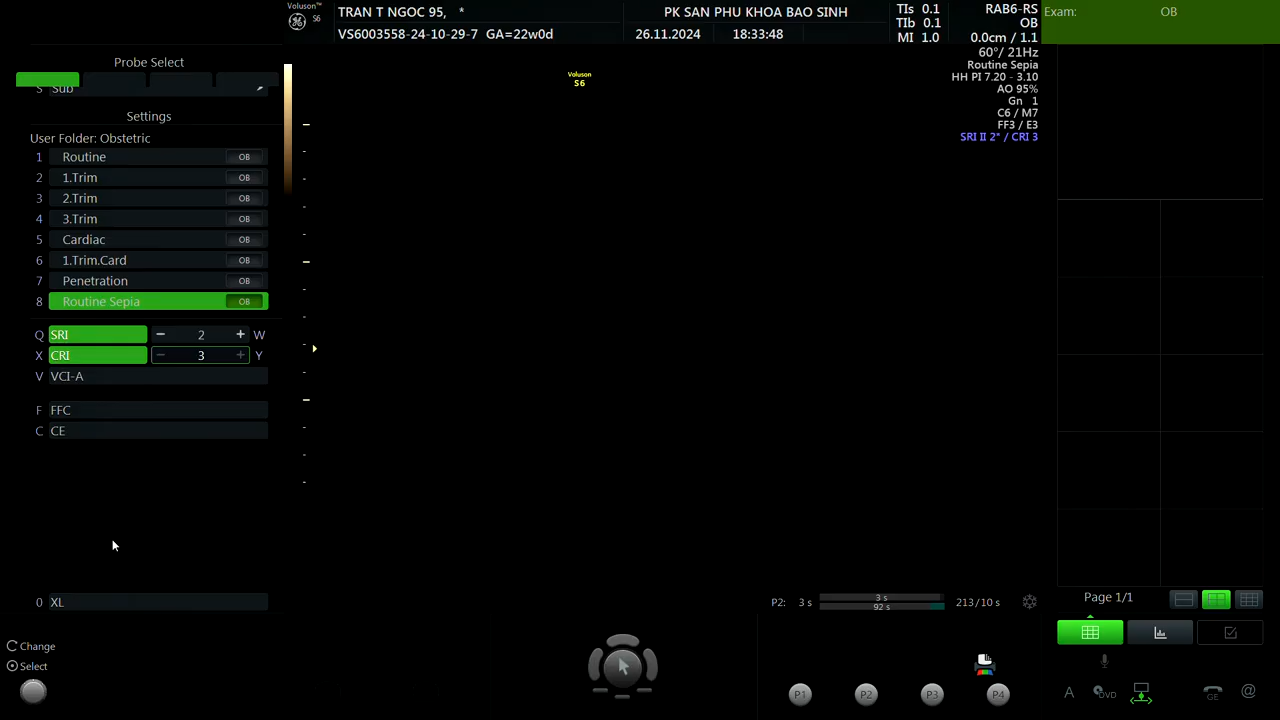 Voluson™
S6
TRAN T NGOC 95, *
PK SAN PHU KHOA BAO SINH
TIs 0.1
TIb 0.1
MI 1.0
RAB6-RS
OB
0.0cm / 1.1
VS6003558-24-10-29-7 GA=22w0d
26.11.2024
18:33:48
Exam: OB
60°/ 21Hz
Routine Sepia
HH PI 7.20 - 3.10
AO 95%
Gn 1
C6 / M7
FF3 / E3
SRI II 2* / CRI 3
Voluson
S6
Probe Select
S Sub
Settings
User Folder: Obstetric
1 Routine OB
2 1.Trim OB
3 2.Trim OB
4 3.Trim OB
5 Cardiac OB
6 1.Trim.Card OB
7 Penetration OB
8 Routine Sepia OB
Q SRI − 2 + W
X CRI − 3 + Y
V VCI-A
F FFC
C CE
0 XL
Change
Select
P2: 3 s
3 s
92 s
213/10 s
Page 1/1
P1
P2
P3
P4
A
DVD
GE
@